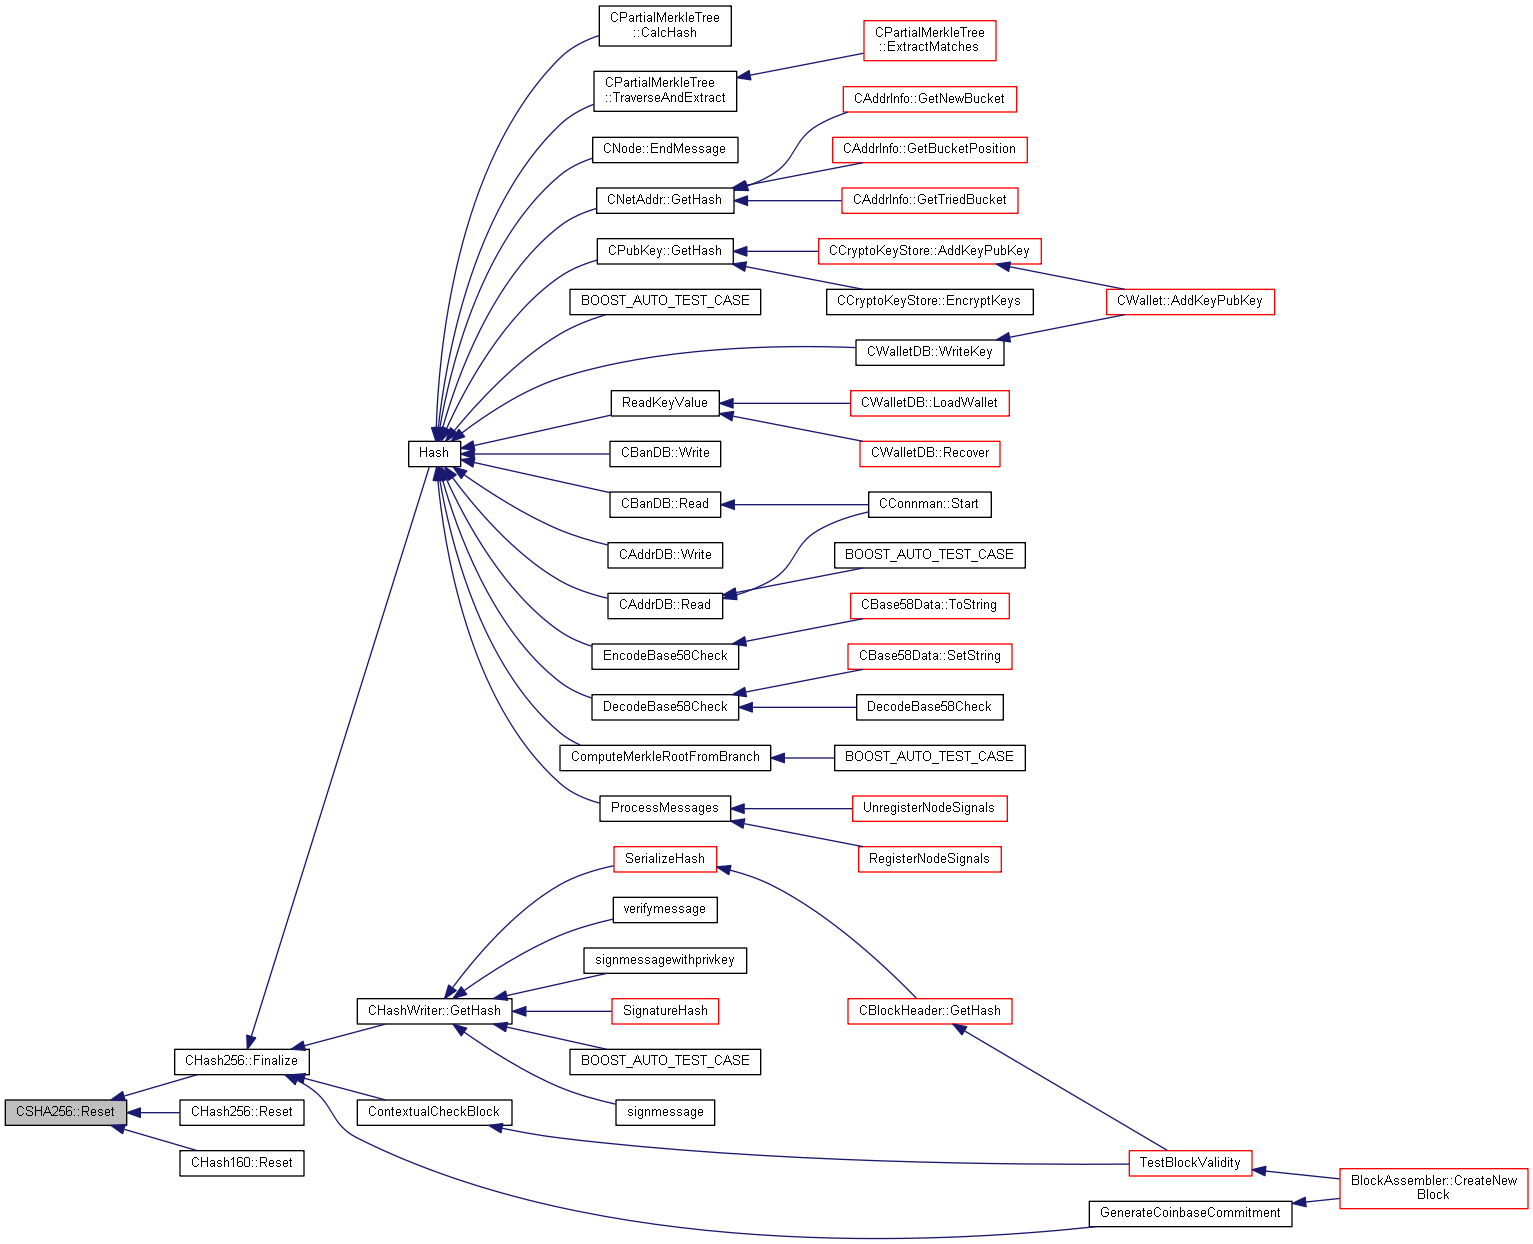 CPartialMerkleTree
::CalcHash
CPartialMerkleTree
::ExtractMatches
CPartialMerkleTree
::TraverseAndExtract
CAddrInfo::GetNewBucket
CNode::EndMessage
CAddrInfo::GetBucketPosition
CNetAddr::GetHash
CAddrInfo::GetTriedBucket
CPubKey::GetHash
CCryptoKeyStore::AddKeyPubKey
BOOST_AUTO_TEST_CASE
CCryptoKeyStore::EncryptKeys
CWallet::AddKeyPubKey
CWalletDB::WriteKey
ReadKeyValue
CWalletDB::LoadWallet
Hash
CBanDB::Write
CWalletDB::Recover
CBanDB::Read
CConnman::Start
CAddrDB::Write
BOOST_AUTO_TEST_CASE
CAddrDB::Read
CBase58Data::ToString
EncodeBase58Check
CBase58Data::SetString
DecodeBase58Check
DecodeBase58Check
ComputeMerkleRootFromBranch
BOOST_AUTO_TEST_CASE
ProcessMessages
UnregisterNodeSignals
SerializeHash
RegisterNodeSignals
verifymessage
signmessagewithprivkey
CHashWriter::GetHash
SignatureHash
CBlockHeader::GetHash
CHash256::Finalize
BOOST_AUTO_TEST_CASE
CSHA256::Reset
CHash256::Reset
ContextualCheckBlock
signmessage
CHash160::Reset
TestBlockValidity
BlockAssembler::CreateNew
Block
GenerateCoinbaseCommitment